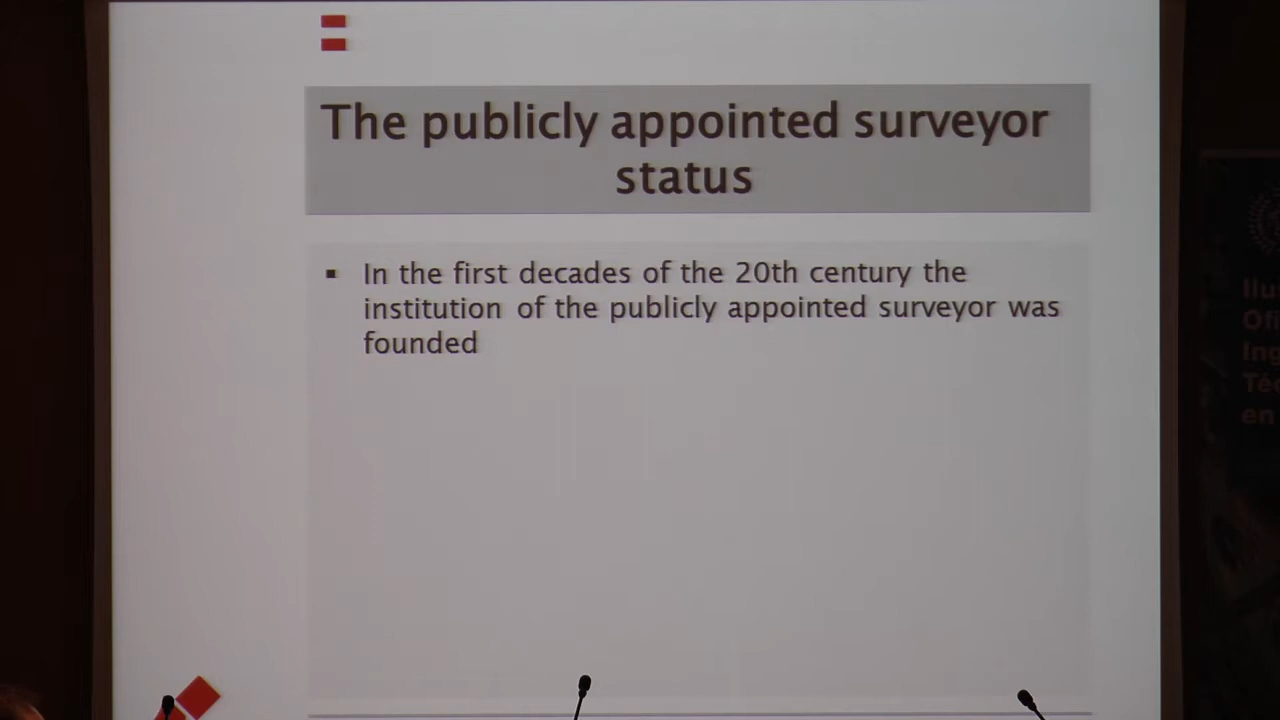 The publicly appointed surveyor
status
▪ In the first decades of the 20th century the
institution of the publicly appointed surveyor was
founded